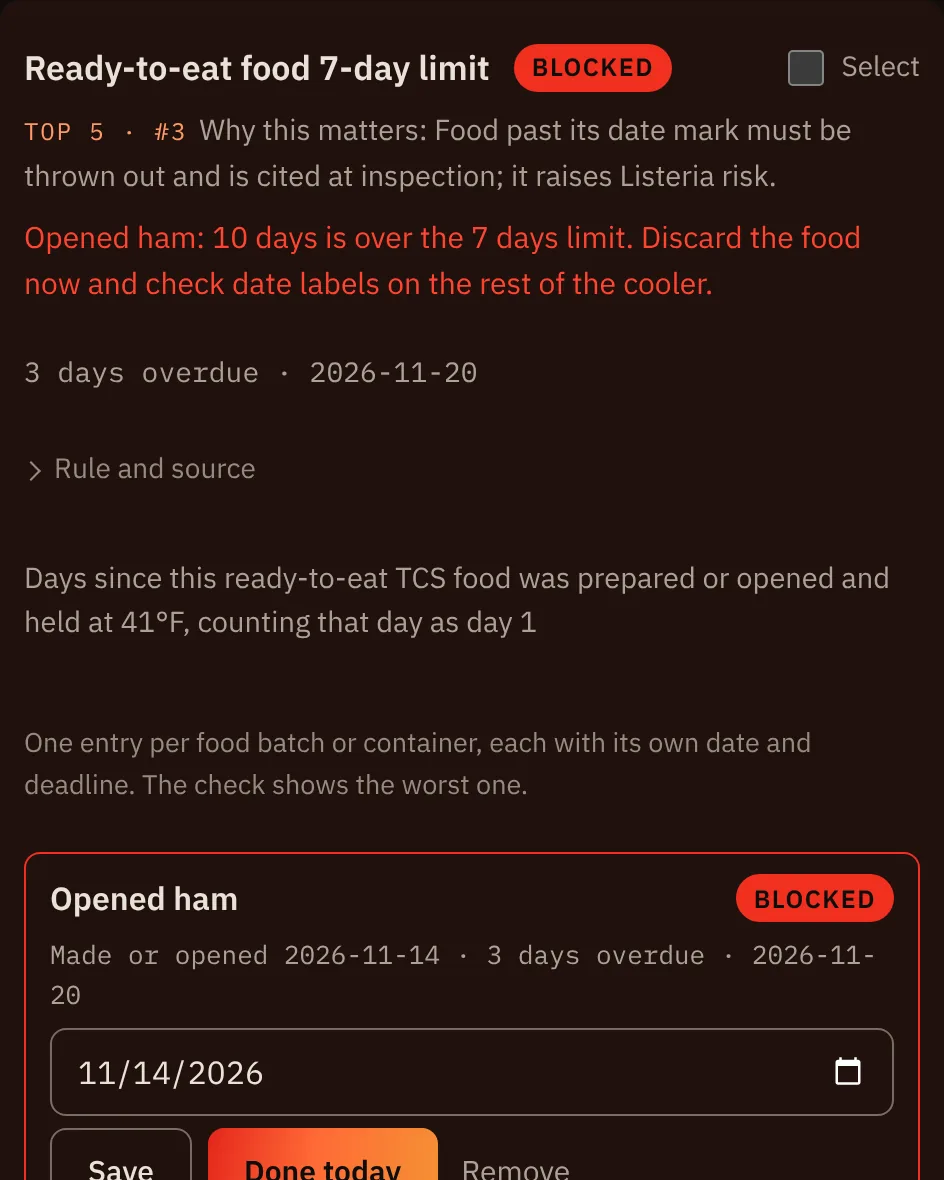 Ready-to-eat food 7-day limit BLOCKED Select
TOP 5 · #3 Why this matters: Food past its date mark must be
thrown out and is cited at inspection; it raises Listeria risk.
Opened ham: 10 days is over the 7 days limit. Discard the food
now and check date labels on the rest of the cooler.
3 days overdue · 2026-11-20
Rule and source
Days since this ready-to-eat TCS food was prepared or opened and
held at 41°F, counting that day as day 1
One entry per food batch or container, each with its own date and
deadline. The check shows the worst one.
Opened ham BLOCKED
Made or opened 2026-11-14 · 3 days overdue · 2026-11-
20
11/14/2026
Save Done today Remove